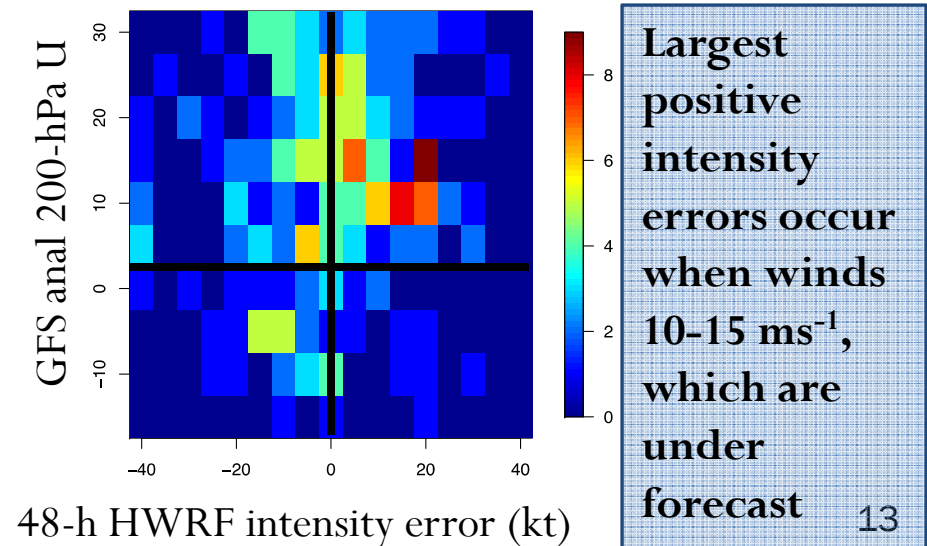 GFS anal 200-hPa U
30
20
10
0
−10
−40
−20
0
20
40
48-h HWRF intensity error (kt)
8
6
4
2
0
Largest
positive
intensity
errors occur
when winds
10-15 ms⁻¹,
which are
under
forecast
13